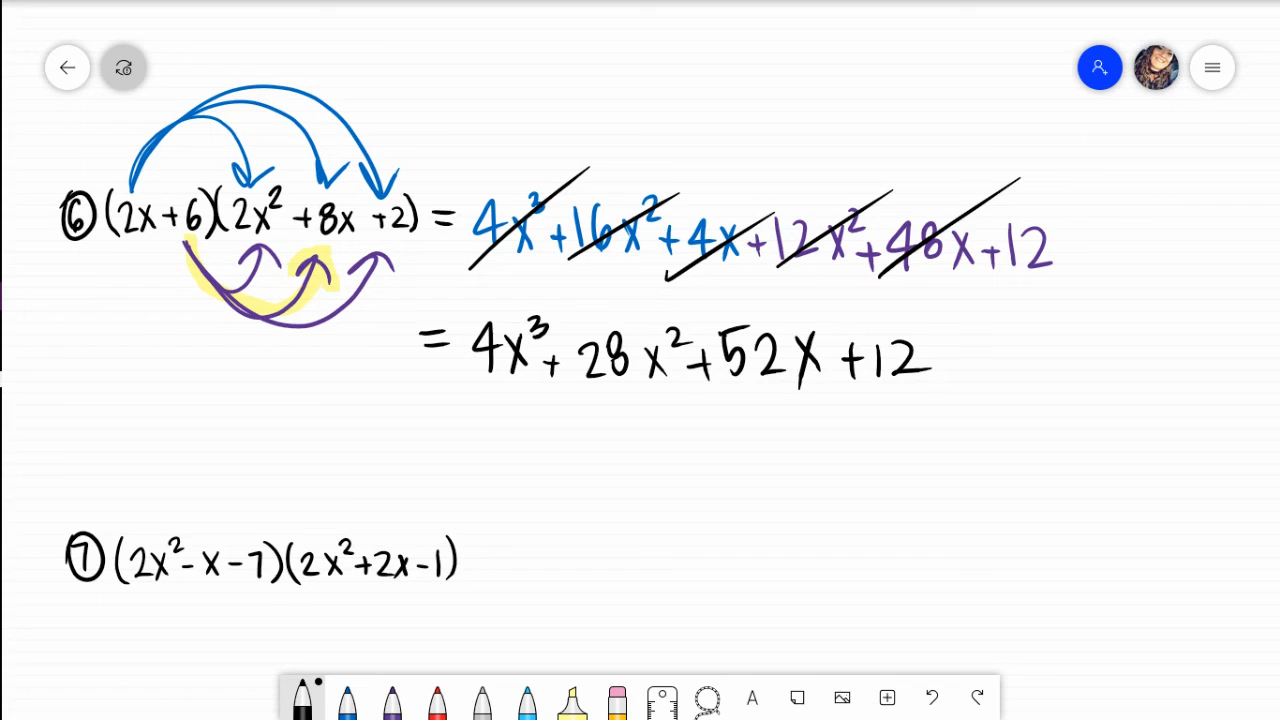 ⑥ (2x + 6)(2x² + 8x + 2) = 4x³ + 16x² + 4x + 12x² + 48x + 12
= 4x³ + 28x² + 52x + 12
⑦ (2x² - x - 7)(2x² + 2x - 1)
A